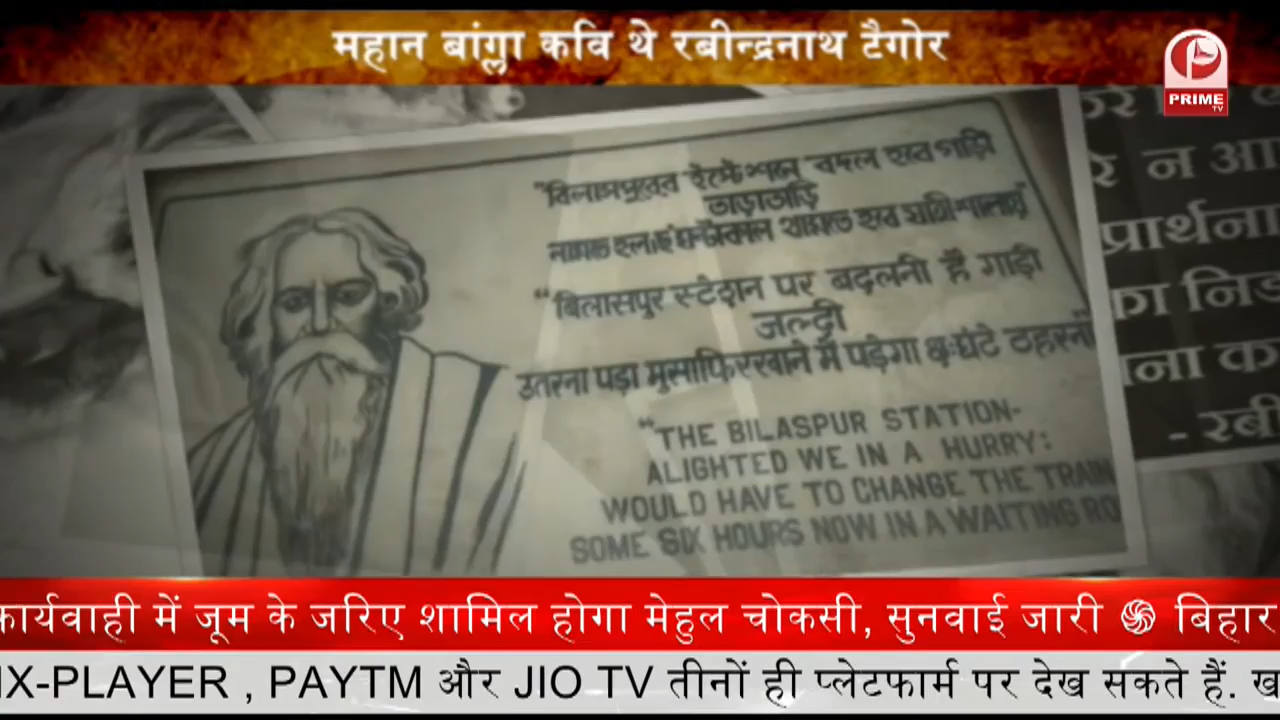 महान बांग्ला कवि थे रबीन्द्रनाथ टैगोर
PRIME
TV
गाड़ी
"बिलासपुर स्टेशन पर बदलनी है गाड़ी
जल्दी
उतरना पड़ा मुसाफिरखाने में पड़ेगा छःघंटे ठहरना"
"THE BILASPUR STATION-
ALIGHTED WE IN A HURRY:
WOULD HAVE TO CHANGE THE TRAIN
SOME SIX HOURS NOW IN A WAITING RO
रे न आ
प्रार्थना
का निड
ना क
- रबी
कार्यवाही में जूम के जरिए शामिल होगा मेहुल चोकसी, सुनवाई जारी बिहार
IX-PLAYER , PAYTM और JIO TV तीनों ही प्लेटफार्म पर देख सकते हैं. ख